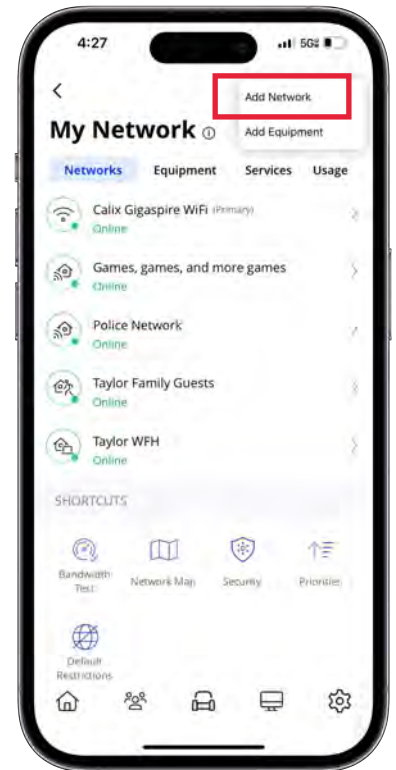 4:27
5G
Add Network
My Network
Add Equipment
Networks Equipment Services Usage
Calix Gigaspire WiFi (Primary)
Online
Games, games, and more games
Online
Police Network
Online
Taylor Family Guests
Online
Taylor WFH
Online
SHORTCUTS
Bandwidth
Test
Network Map
Security
Priorities
Default
Restrictions